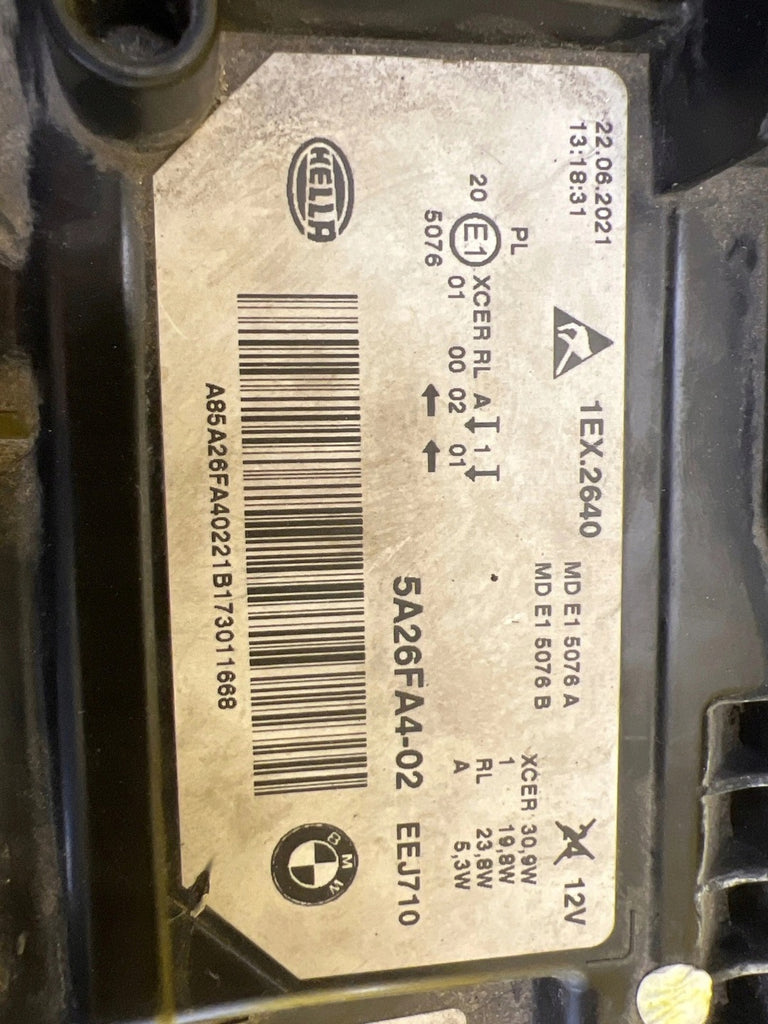 22.06.2021
13:18:31
1EX.2640
MD E1 5076 A
MD E1 5076 B
24 12V
PL
20 E1 XCER RL A 1
5076 01 00 02 01
XCER 30,9W
1 19,8W
RL 23,8W
A 5,3W
HELLA
5A26FA4-02 EEJ710
A85A26FA40221B173011668
BMW